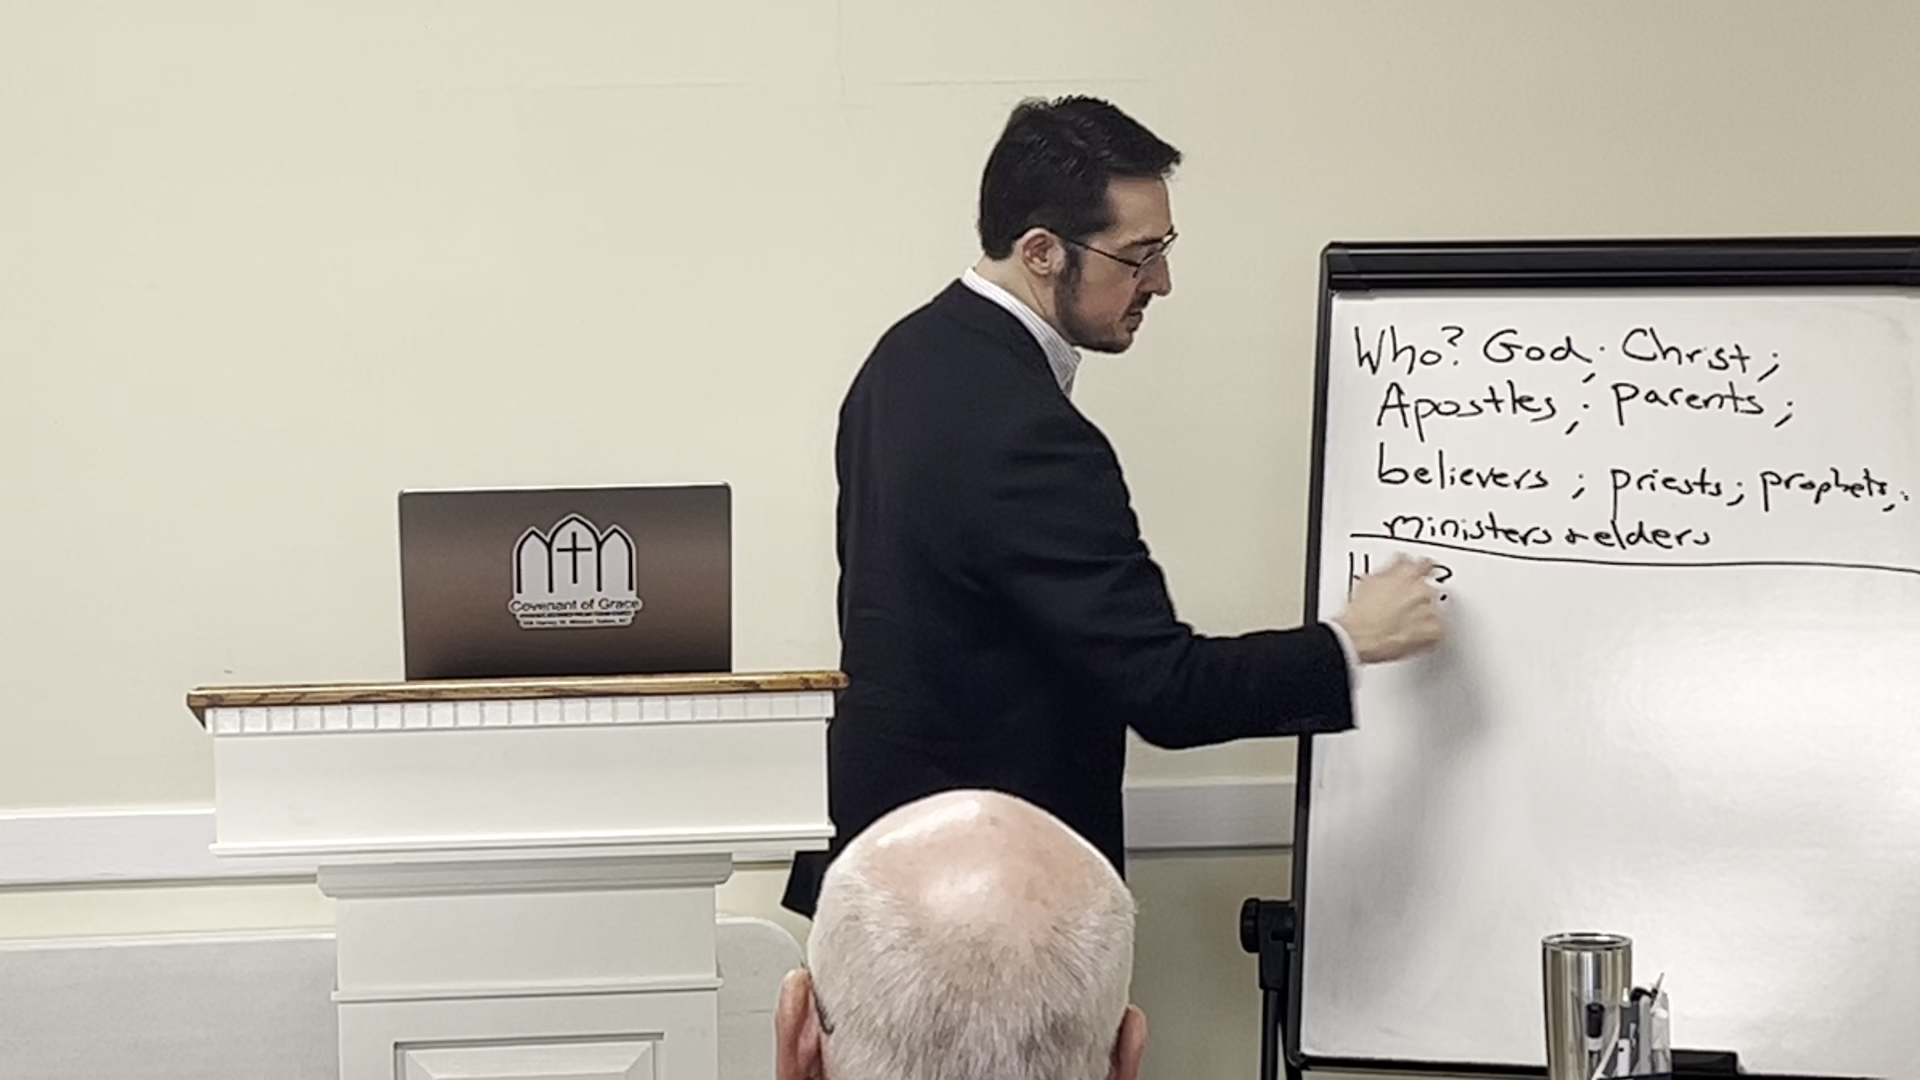 Who? God; Christ;
Apostles; parents;
believers; priests; prophets;
ministers & elders
Covenant of Grace